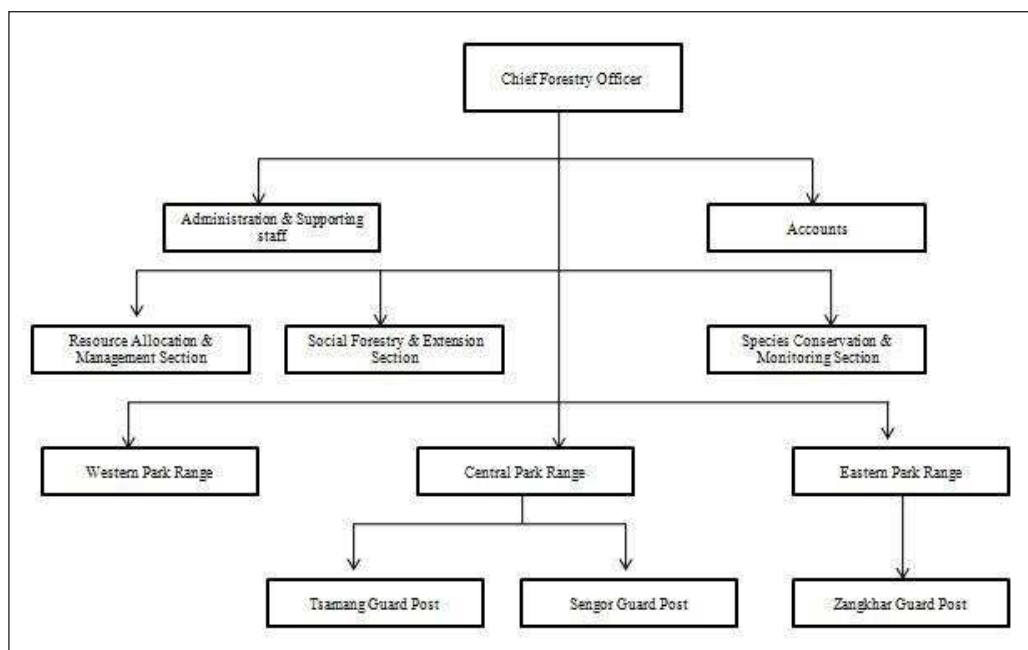 Chief Forestry Officer
Administration & Supporting
staff
Accounts
Resource Allocation &
Management Section
Social Forestry & Extension
Section
Species Conservation &
Monitoring Section
Western Park Range
Central Park Range
Eastern Park Range
Tsamang Guard Post
Sengor Guard Post
Zangkhar Guard Post